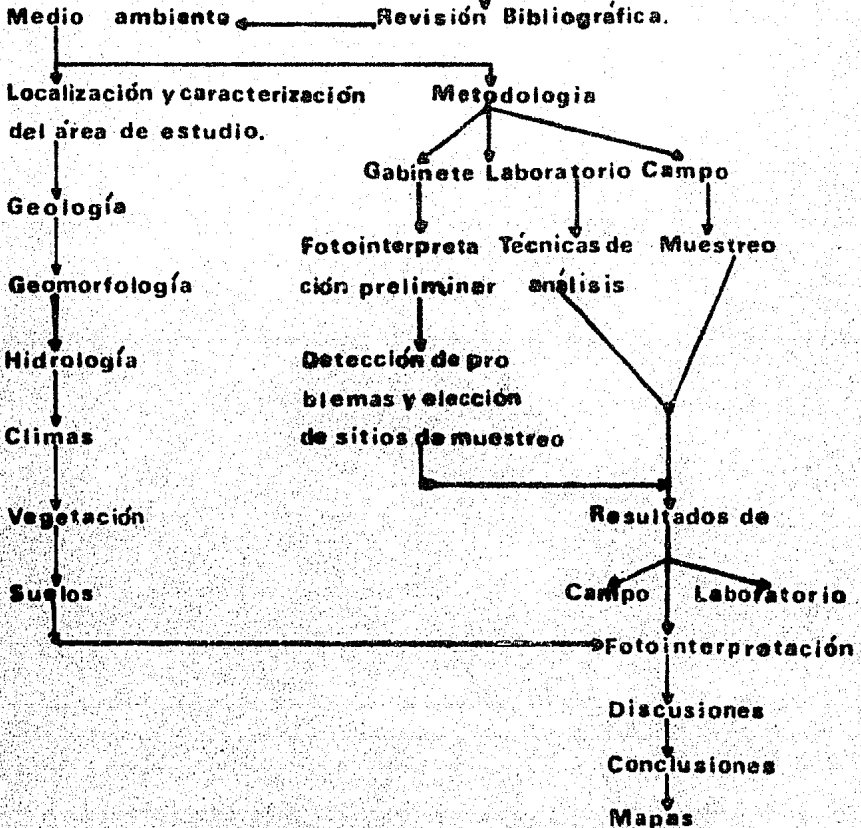 Medio ambiente
Revisión Bibliográfica.
Localización y caracterización
del área de estudio.
Metodologia
Gabinete Laboratorio Campo
Geología
Fotointerpreta
ción preliminar
Técnicas de
análisis
Muestreo
Geomorfología
Hidrología
Detección de pro
blemas y elección
de sitios de muestreo
Climas
Vegetación
Resultados de
Suelos
Campo
Laboratorio
Fotointerpretación
Discusiones
Conclusiones
Mapas